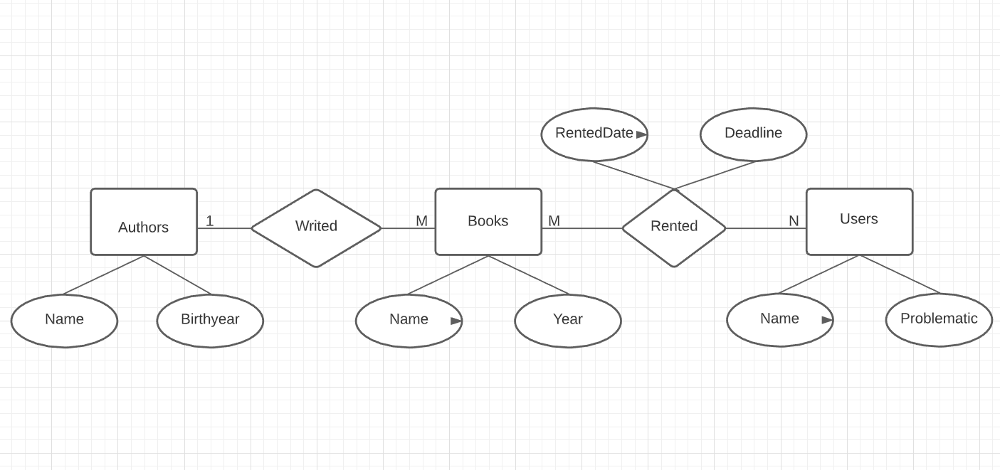 RentedDate
Deadline
Authors
1
Writed
M
Books
M
Rented
N
Users
Name
Birthyear
Name
Year
Name
Problematic